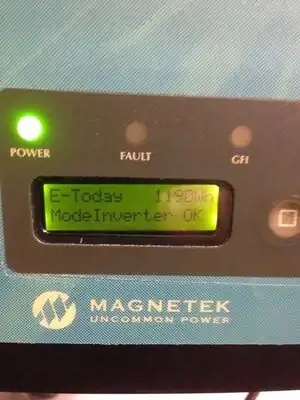 POWER
FAULT
GFI
E-Today 1190Wh
ModeInverter OK
MAGNETEK
UNCOMMON POWER